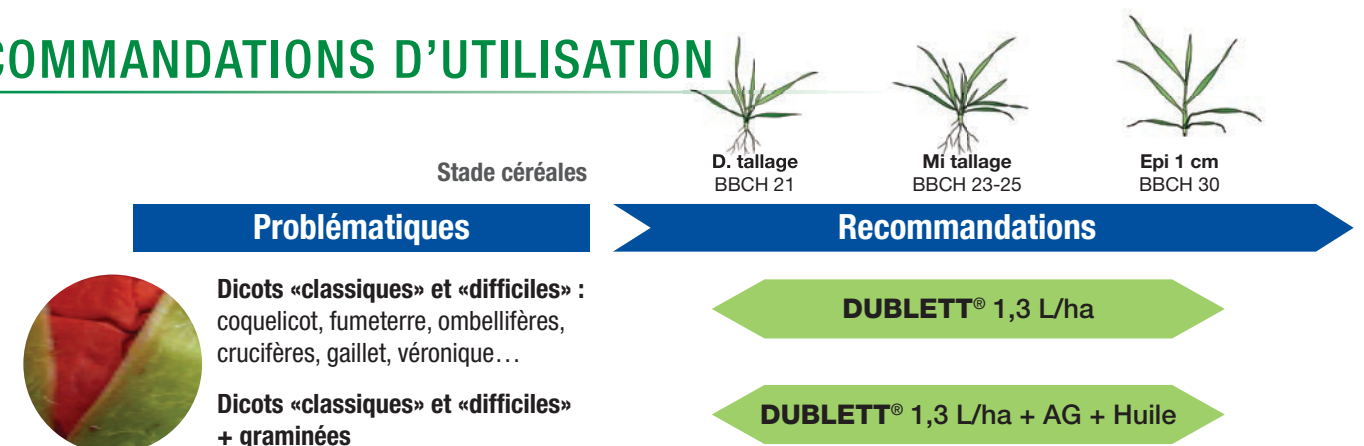 COMMANDATIONS D’UTILISATION
Stade céréales
D. tallage
BBCH 21
Mi tallage
BBCH 23-25
Epi 1 cm
BBCH 30
Problématiques
Recommandations
Dicots «classiques» et «difficiles» :
coquelicot, fumeterre, ombellifères,
crucifères, gaillet, véronique…
DUBLETT® 1,3 L/ha
Dicots «classiques» et «difficiles»
+ graminées
DUBLETT® 1,3 L/ha + AG + Huile